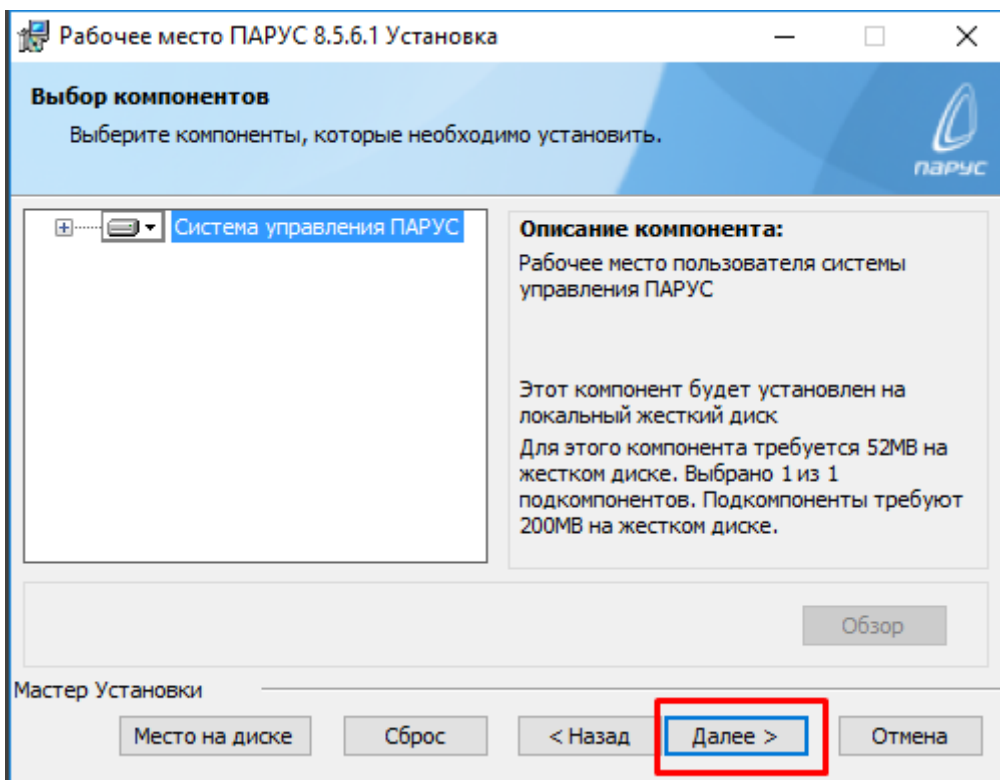 Рабочее место ПАРУС 8.5.6.1 Установка
Выбор компонентов
Выберите компоненты, которые необходимо установить.
парус
Система управления ПАРУС
Описание компонента:
Рабочее место пользователя системы
управления ПАРУС
Этот компонент будет установлен на
локальный жесткий диск
Для этого компонента требуется 52MB на
жестком диске. Выбрано 1 из 1
подкомпонентов. Подкомпоненты требуют
200MB на жестком диске.
Обзор
Мастер Установки
Место на диске
Сброс
< Назад
Далее >
Отмена